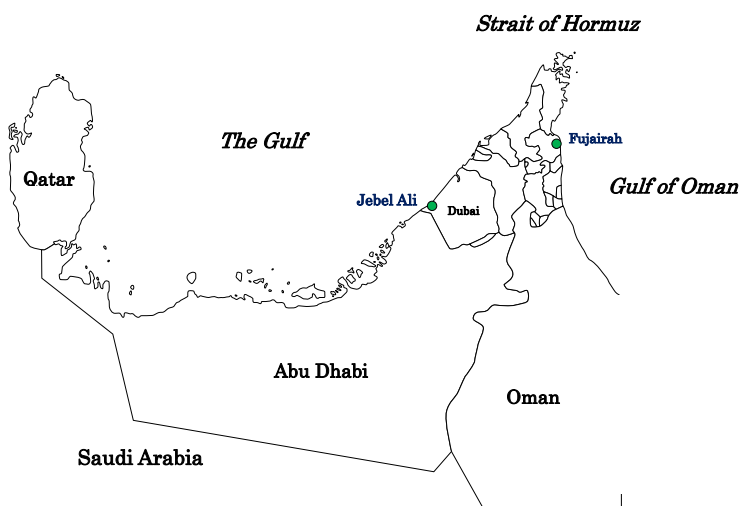 Strait of Hormuz
The Gulf
Fujairah
Qatar
Gulf of Oman
Jebel Ali
Dubai
Abu Dhabi
Oman
Saudi Arabia